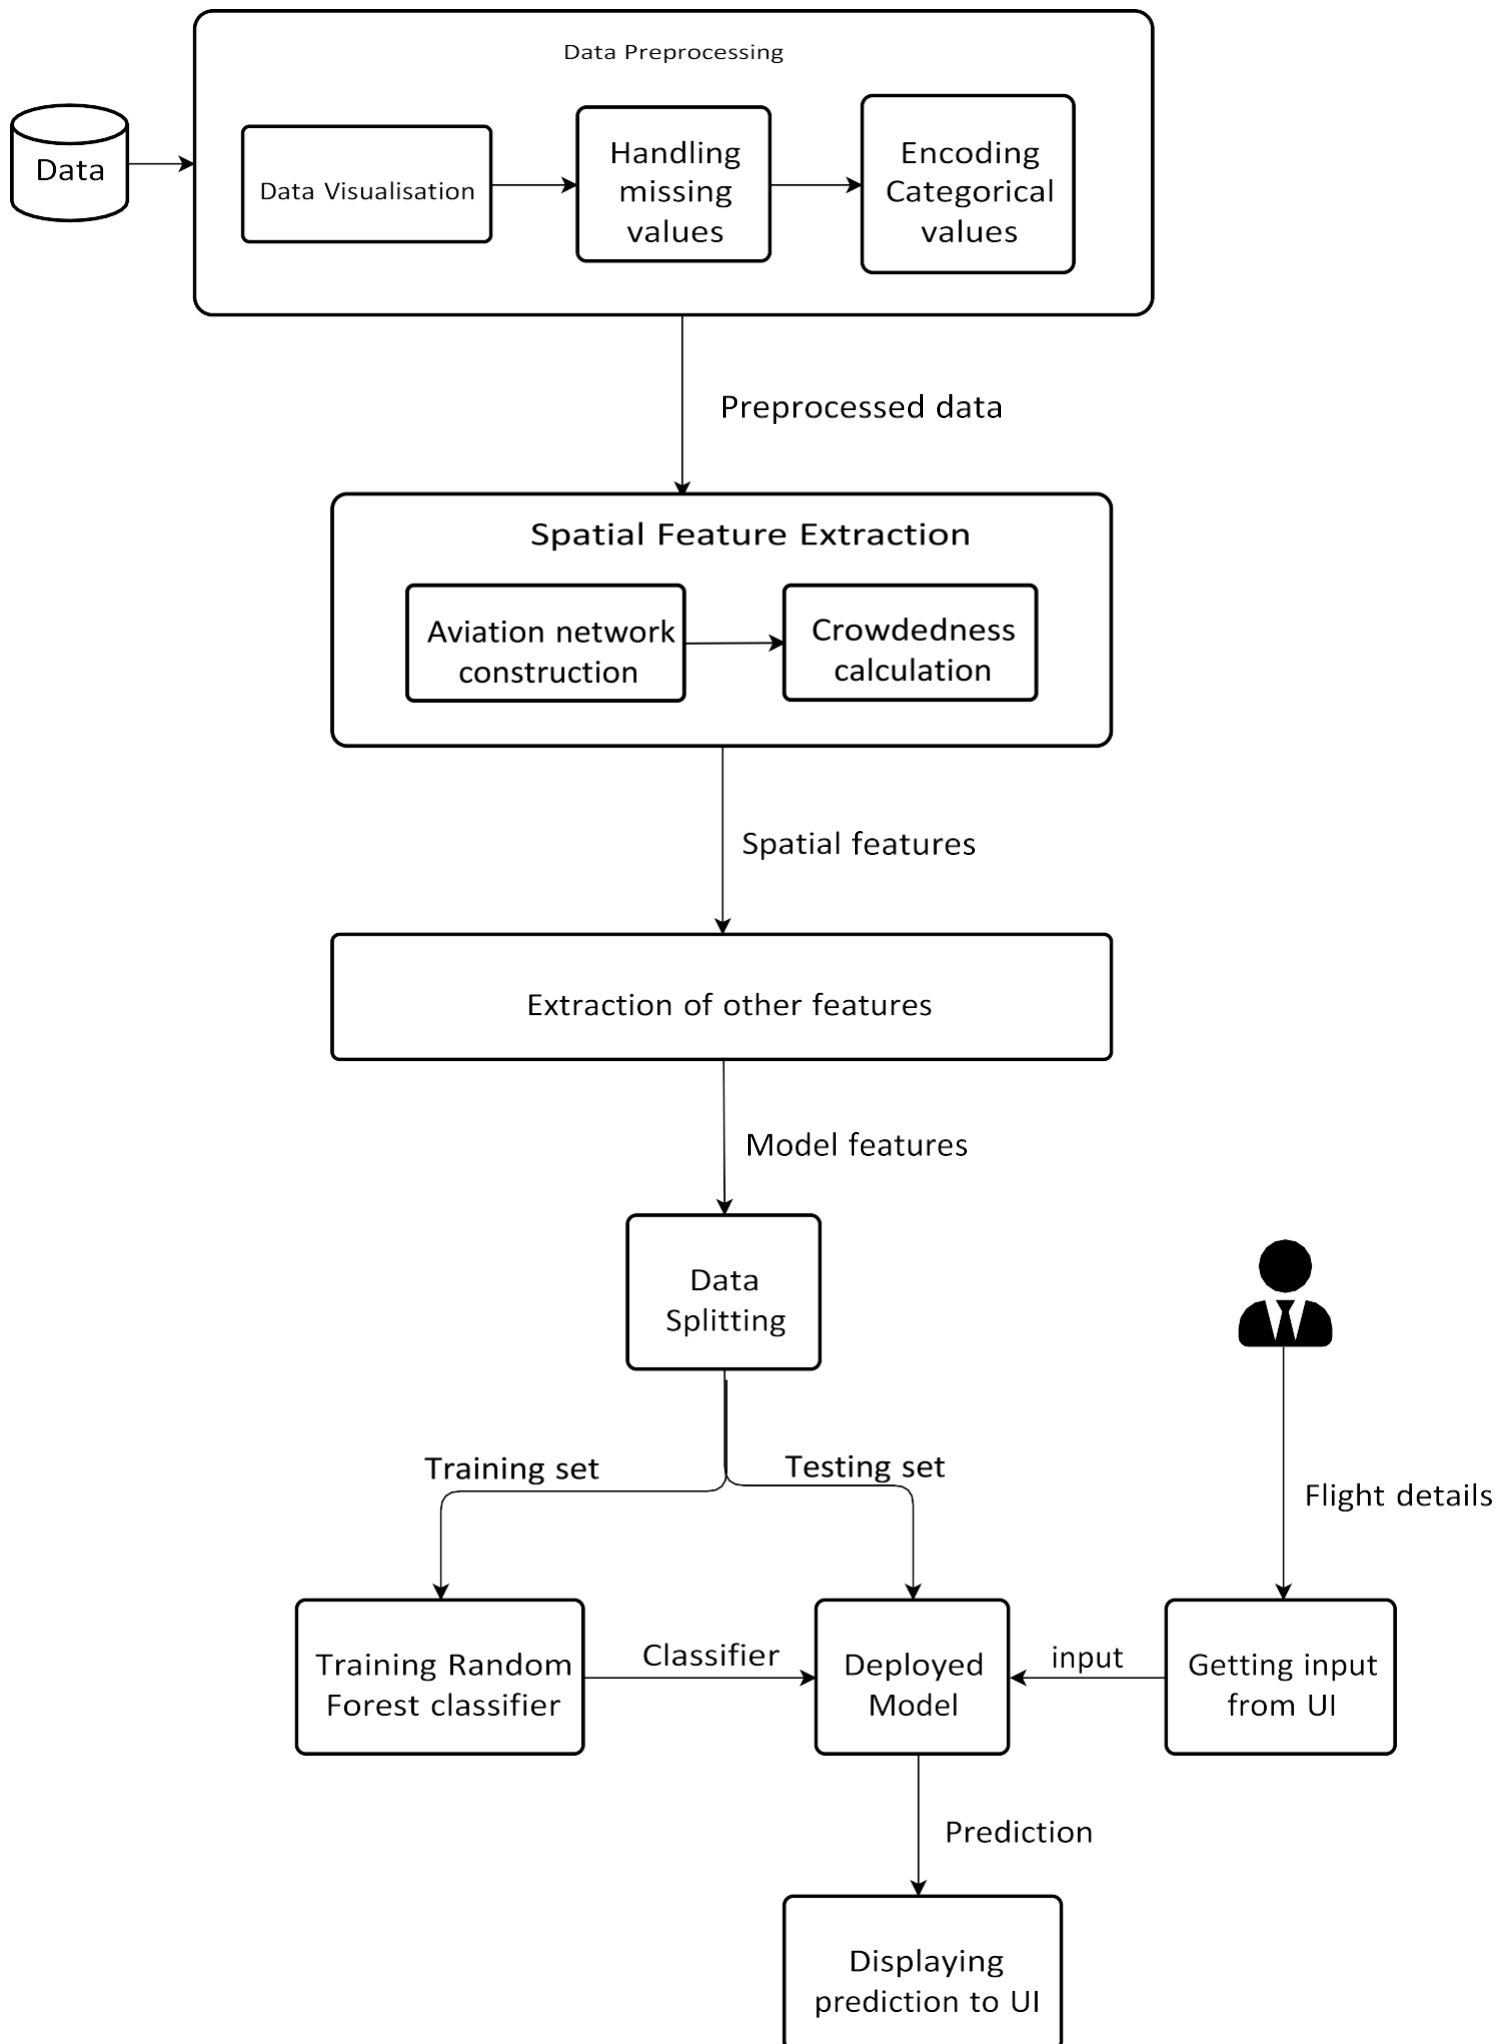 Data Preprocessing
Data
Data Visualisation
Handling
missing
values
Encoding
Categorical
values
Preprocessed data
Spatial Feature Extraction
Aviation network
construction
Crowdedness
calculation
Spatial features
Extraction of other features
Model features
Data
Splitting
Training set
Testing set
Flight details
Training Random
Forest classifier
Classifier
Deployed
Model
input
Getting input
from UI
Prediction
Displaying
prediction to UI